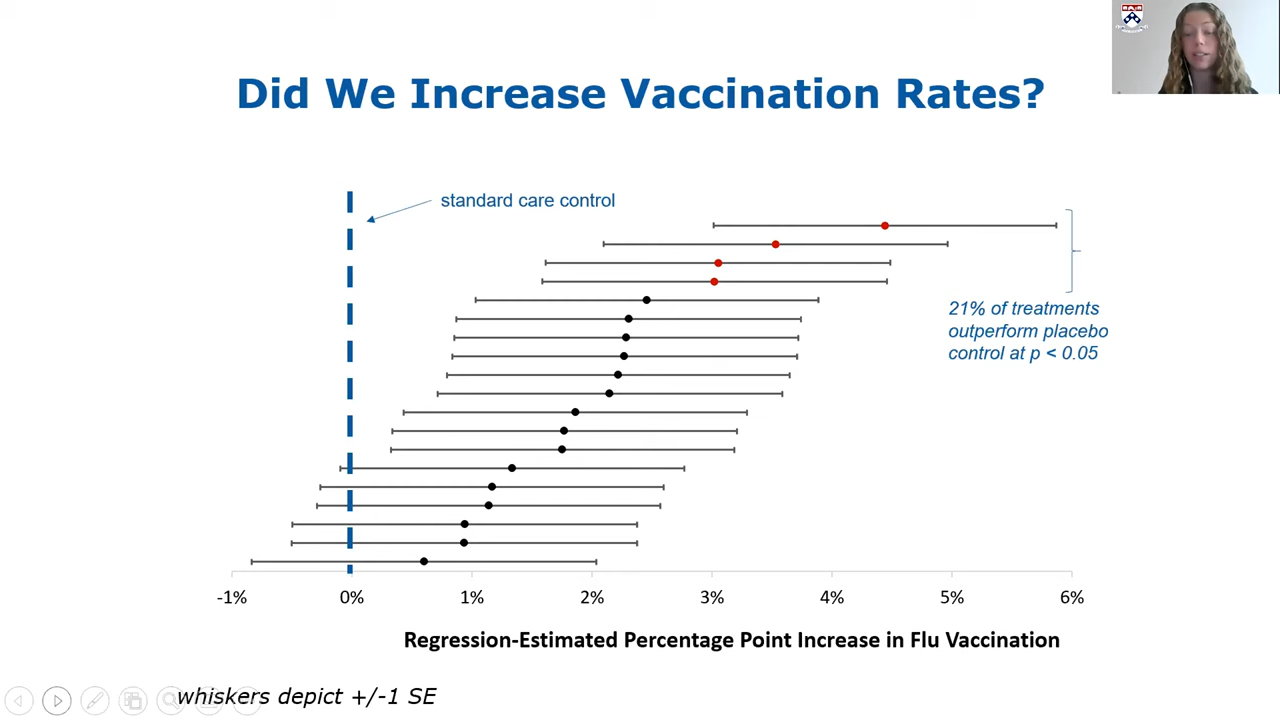 Did We Increase Vaccination Rates?
standard care control
21% of treatments
outperform placebo
control at p < 0.05
-1% 0% 1% 2% 3% 4% 5% 6%
Regression-Estimated Percentage Point Increase in Flu Vaccination
whiskers depict +/-1 SE